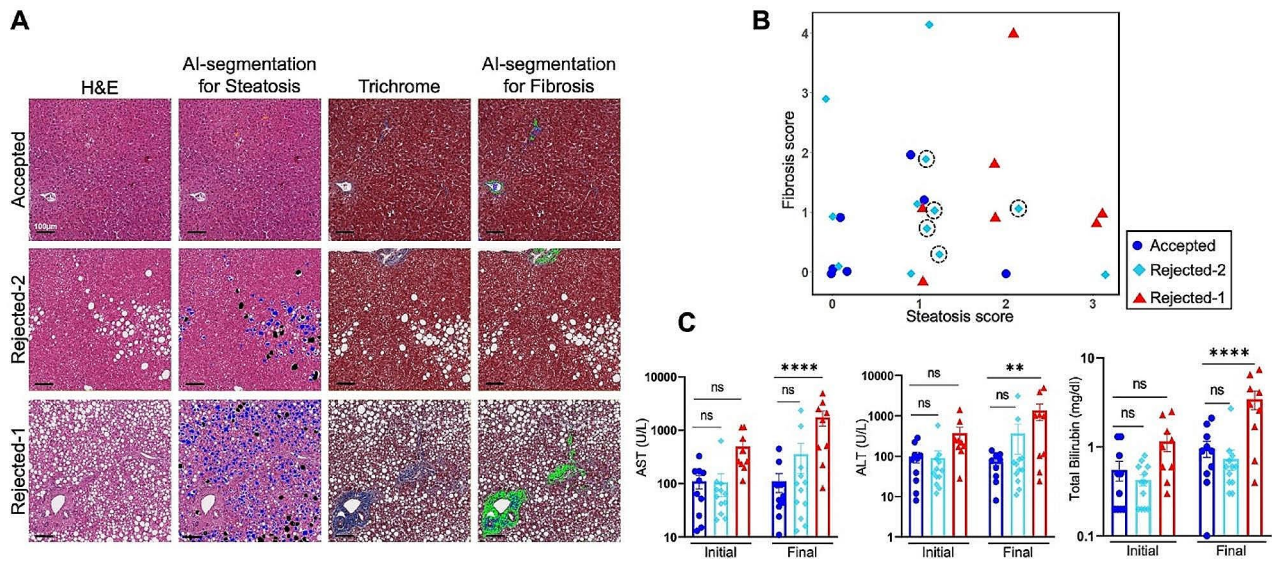 A
H&E
AI-segmentation
for Steatosis
Trichrome
AI-segmentation
for Fibrosis
Accepted
100µm
Rejected-2
Rejected-1
B
Fibrosis score
4
3
2
1
0
0 1 2 3
Steatosis score
Accepted
Rejected-2
Rejected-1
C
AST (U/L)
10000
1000
100
10
ns
ns
ns
****
Initial Final
ALT (U/L)
10000
1000
100
10
1
ns
ns
ns
**
Initial Final
Total Bilirubin (mg/dl)
10
1
0.1
ns
ns
ns
****
Initial Final